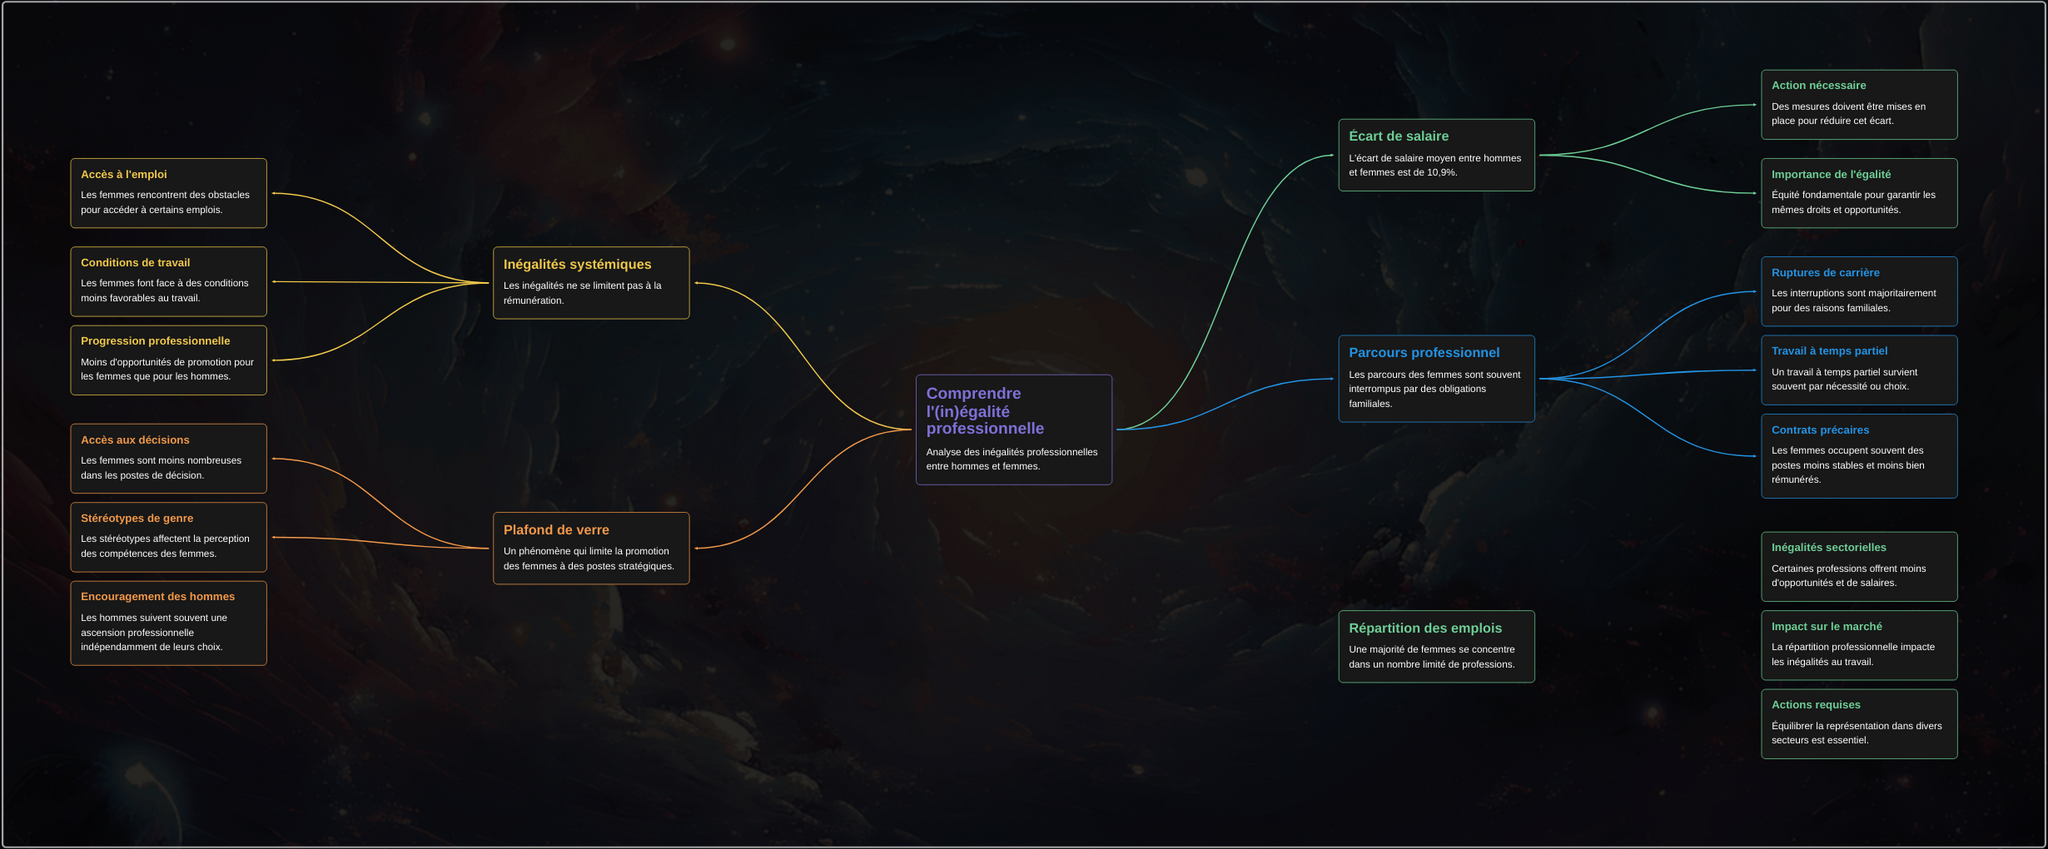 Comprendre
l'(in)égalité
professionnelle
Analyse des inégalités professionnelles
entre hommes et femmes.
Écart de salaire
L'écart de salaire moyen entre hommes
et femmes est de 10,9%.
Action nécessaire
Des mesures doivent être mises en
place pour réduire cet écart.
Importance de l'égalité
Équité fondamentale pour garantir les
mêmes droits et opportunités.
Parcours professionnel
Les parcours des femmes sont souvent
interrompus par des obligations
familiales.
Ruptures de carrière
Les interruptions sont majoritairement
pour des raisons familiales.
Travail à temps partiel
Un travail à temps partiel survient
souvent par nécessité ou choix.
Contrats précaires
Les femmes occupent souvent des
postes moins stables et moins bien
rémunérés.
Répartition des emplois
Une majorité de femmes se concentre
dans un nombre limité de professions.
Inégalités sectorielles
Certaines professions offrent moins
d'opportunités et de salaires.
Impact sur le marché
La répartition professionnelle impacte
les inégalités au travail.
Actions requises
Équilibrer la représentation dans divers
secteurs est essentiel.
Inégalités systémiques
Les inégalités ne se limitent pas à la
rémunération.
Accès à l'emploi
Les femmes rencontrent des obstacles
pour accéder à certains emplois.
Conditions de travail
Les femmes font face à des conditions
moins favorables au travail.
Progression professionnelle
Moins d'opportunités de promotion pour
les femmes que pour les hommes.
Plafond de verre
Un phénomène qui limite la promotion
des femmes à des postes stratégiques.
Accès aux décisions
Les femmes sont moins nombreuses
dans les postes de décision.
Stéréotypes de genre
Les stéréotypes affectent la perception
des compétences des femmes.
Encouragement des hommes
Les hommes suivent souvent une
ascension professionnelle
indépendamment de leurs choix.